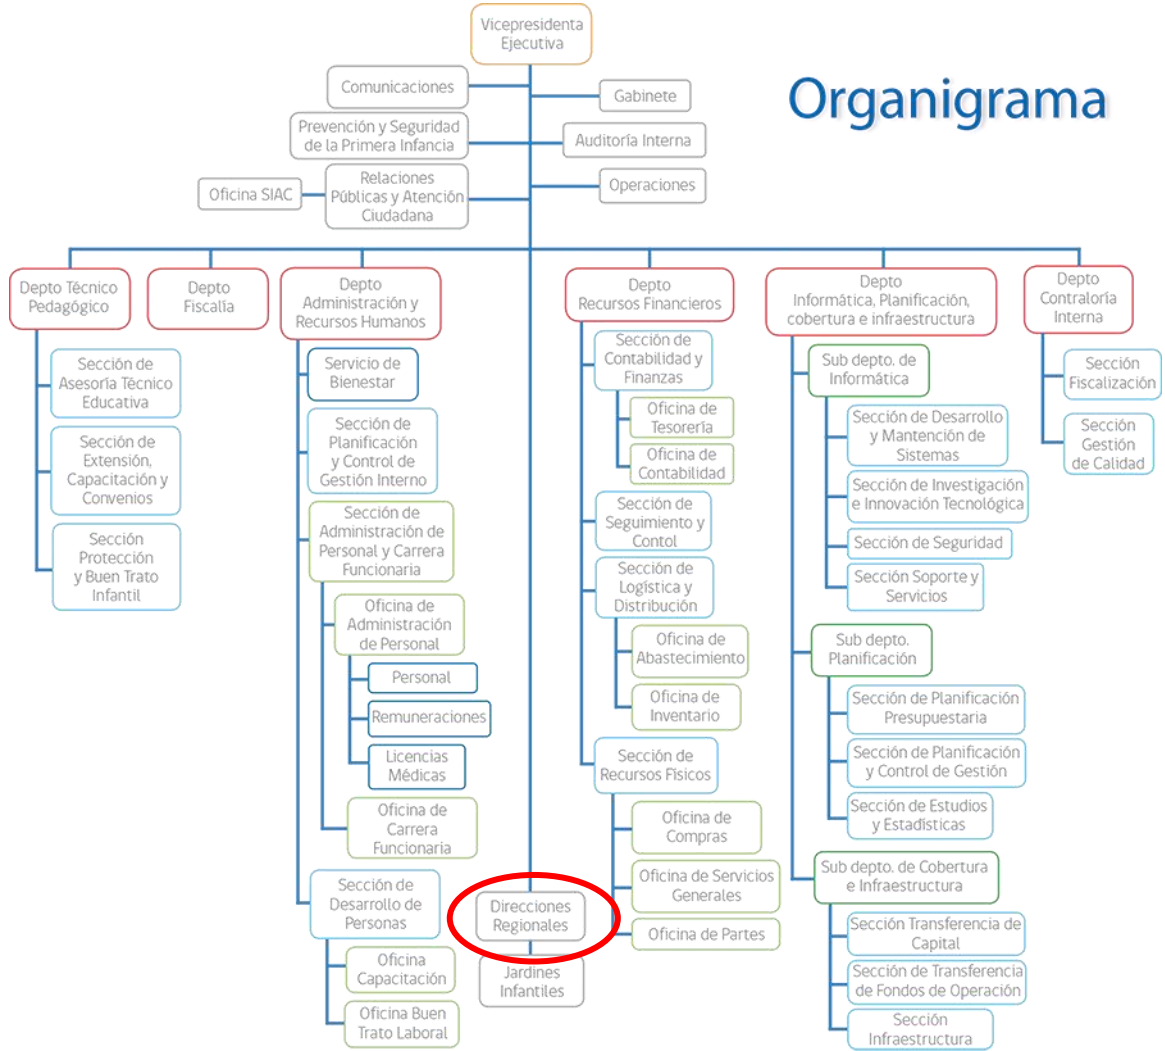 Vicepresidenta
Ejecutiva
Organigrama
Comunicaciones
Gabinete
Prevención y Seguridad
de la Primera Infancia
Auditoría Interna
Oficina SIAC
Relaciones
Públicas y Atención
Ciudadana
Operaciones
Depto Técnico
Pedagógico
Depto
Fiscalía
Depto
Administración y
Recursos Humanos
Depto
Recursos Financieros
Depto
Informática, Planificación,
cobertura e infraestructura
Depto
Contraloría
Interna
Sección de
Asesoría Técnico
Educativa
Sección de
Extensión,
Capacitación y
Convenios
Sección
Protección
y Buen Trato
Infantil
Servicio de
Bienestar
Sección de
Planificación
y Control de
Gestión Interno
Sección de
Administración de
Personal y Carrera
Funcionaria
Oficina de
Administración
de Personal
Personal
Remuneraciones
Licencias
Médicas
Oficina de
Carrera
Funcionaria
Sección de
Desarrollo de
Personas
Oficina
Capacitación
Oficina Buen
Trato Laboral
Direcciones
Regionales
Jardines
Infantiles
Sección de
Contabilidad y
Finanzas
Oficina de
Tesorería
Oficina de
Contabilidad
Sección de
Seguimiento y
Contol
Sección de
Logística y
Distribución
Oficina de
Abastecimiento
Oficina de
Inventario
Sección de
Recursos Físicos
Oficina de
Compras
Oficina de Servicios
Generales
Oficina de Partes
Sub depto. de
Informática
Sección de Desarrollo
y Mantención de
Sistemas
Sección de Investigación
e Innovación Tecnológica
Sección de Seguridad
Sección Soporte y
Servicios
Sub depto.
Planificación
Sección de Planificación
Presupuestaria
Sección de Planificación
y Control de Gestión
Sección de Estudios
y Estadísticas
Sub depto. de Cobertura
e Infraestructura
Sección Transferencia de
Capital
Sección de Transferencia
de Fondos de Operación
Sección
Infraestructura
Sección
Fiscalización
Sección
Gestión
de Calidad